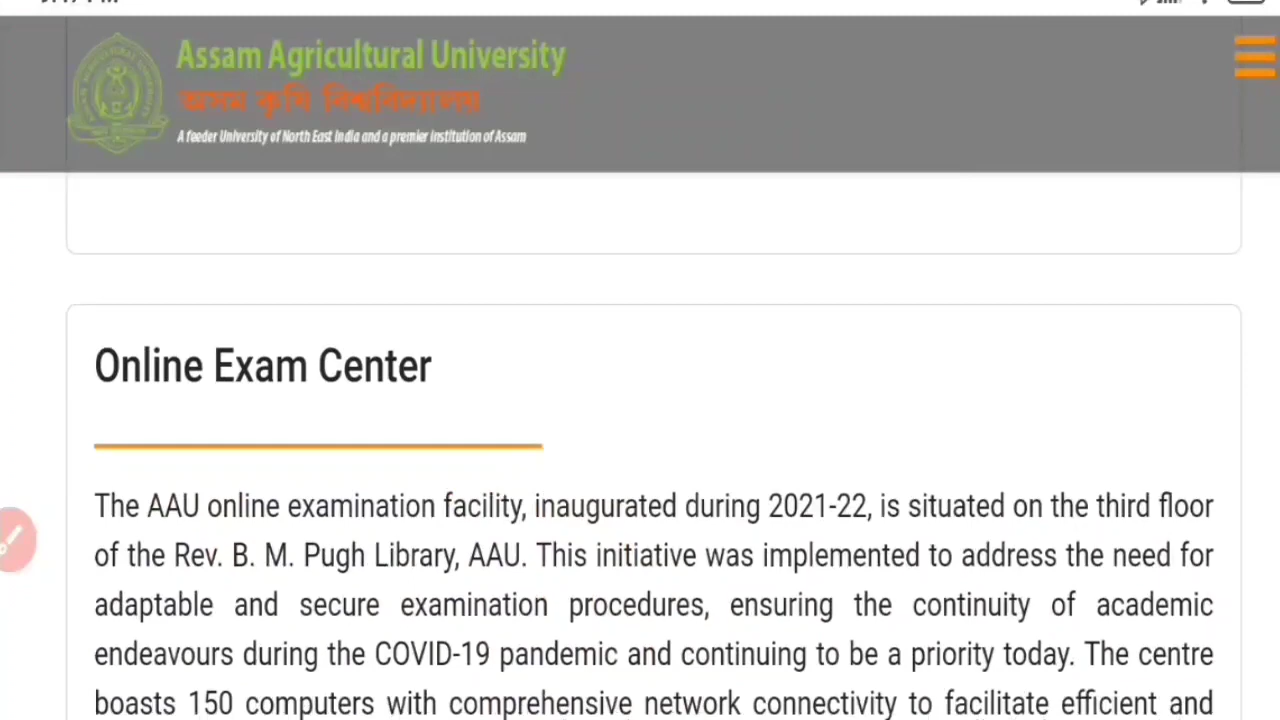 Assam Agricultural University
অসম কৃষি বিশ্ববিদ্যালয়
A feeder University of North East India and a premier institution of Assam
Online Exam Center
The AAU online examination facility, inaugurated during 2021-22, is situated on the third floor
of the Rev. B. M. Pugh Library, AAU. This initiative was implemented to address the need for
adaptable and secure examination procedures, ensuring the continuity of academic
endeavours during the COVID-19 pandemic and continuing to be a priority today. The centre
boasts 150 computers with comprehensive network connectivity to facilitate efficient and